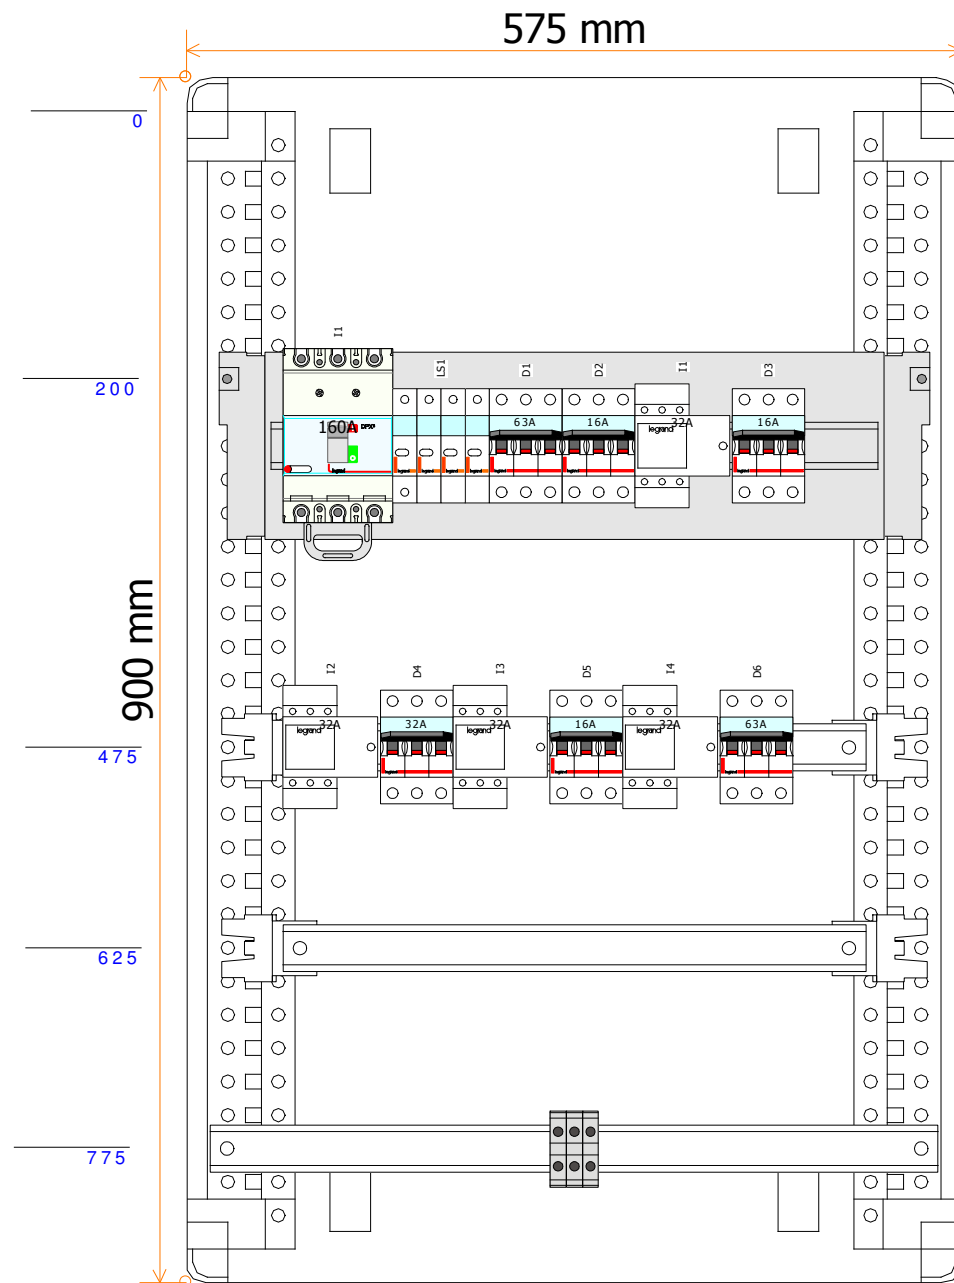 575 mm
0
I1
LS1
D1
D2
I1
D3
200
160A
DPX³
63A
16A
32A
16A
legrand
900 mm
I2
D4
I3
D5
I4
D6
32A
32A
32A
16A
32A
63A
legrand
legrand
legrand
475
625
775